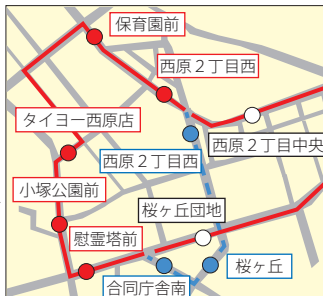 保育園前
西原２丁目西
タイヨー西原店
西原２丁目西
西原２丁目中央
小塚公園前
桜ヶ丘団地
慰霊塔前
桜ヶ丘
合同庁舎南